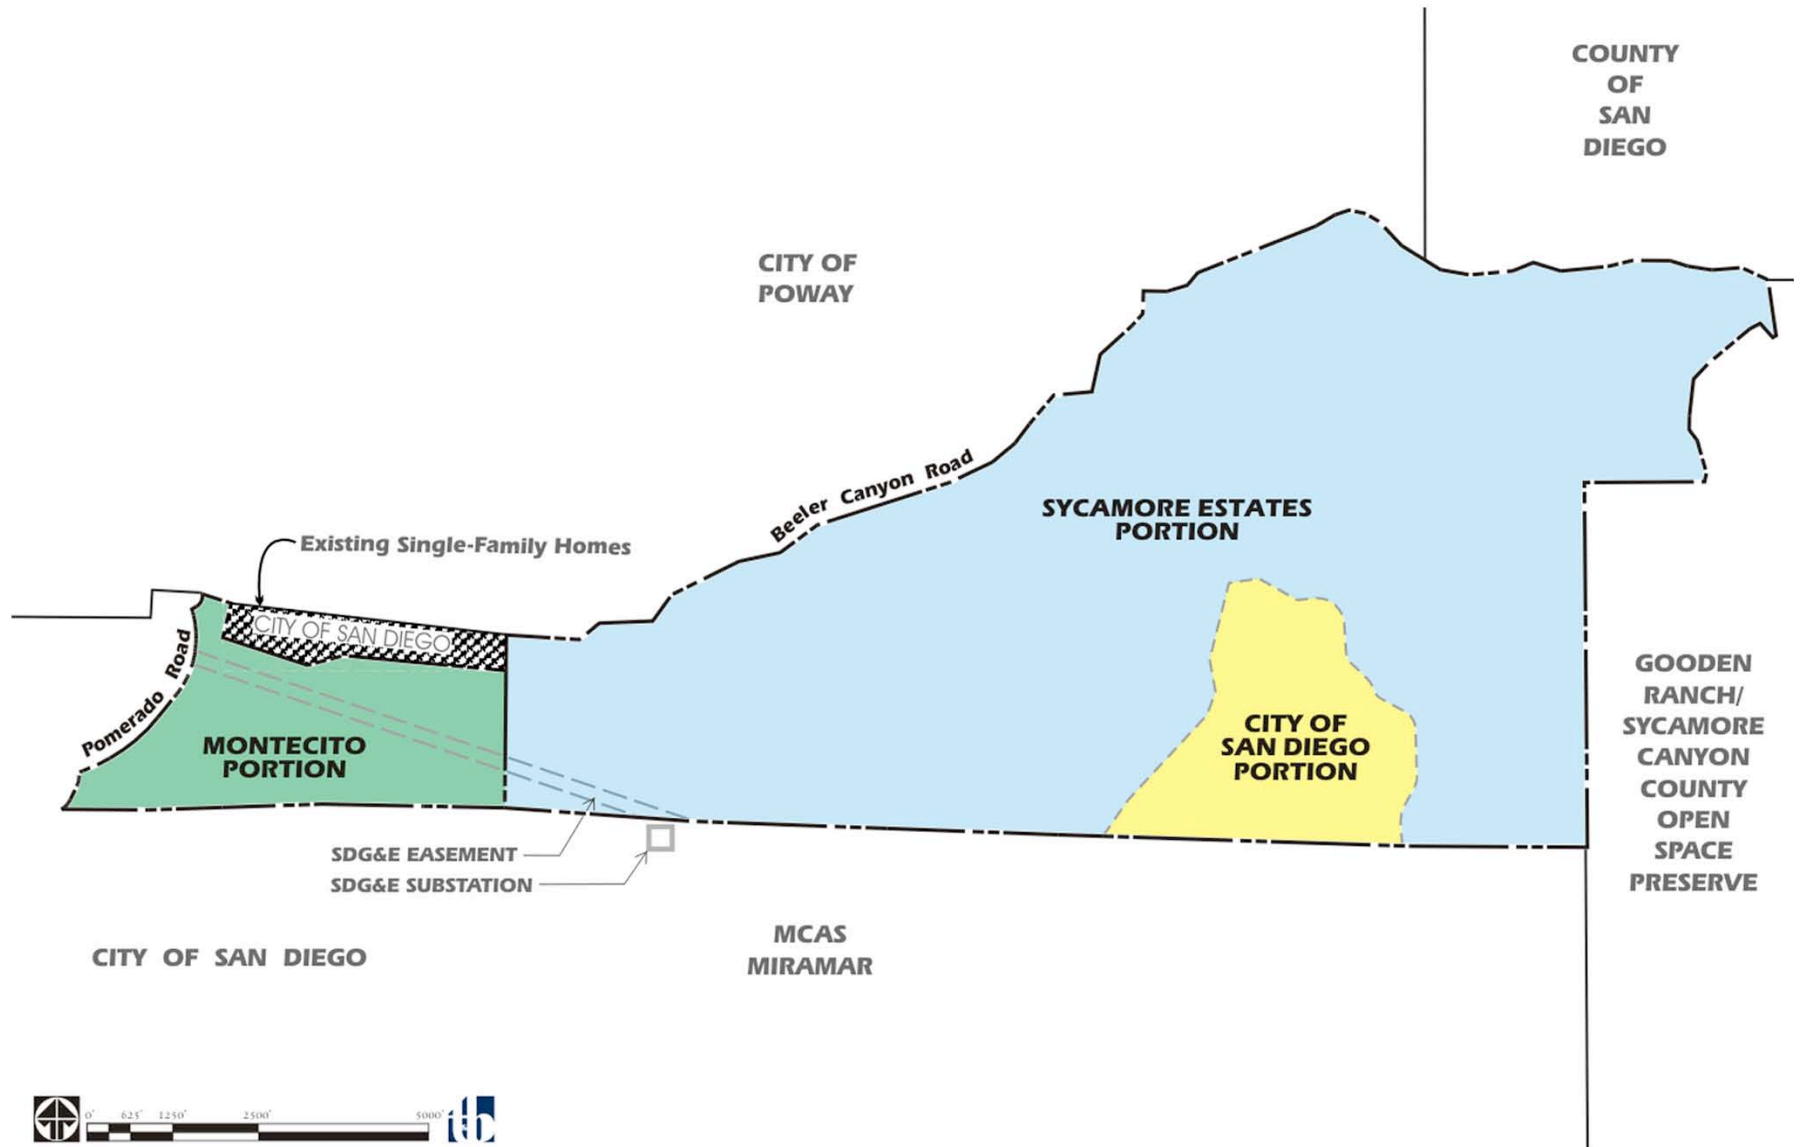 COUNTY
OF
SAN
DIEGO
CITY OF
POWAY
Beeler Canyon Road
SYCAMORE ESTATES
PORTION
Existing Single-Family Homes
CITY OF SAN DIEGO
Pomerado Road
MONTECITO
PORTION
CITY OF
SAN DIEGO
PORTION
GOODEN
RANCH/
SYCAMORE
CANYON
COUNTY
OPEN
SPACE
PRESERVE
SDG&E EASEMENT
SDG&E SUBSTATION
CITY OF SAN DIEGO
MCAS
MIRAMAR
0' 625' 1250' 2500' 5000'
tb